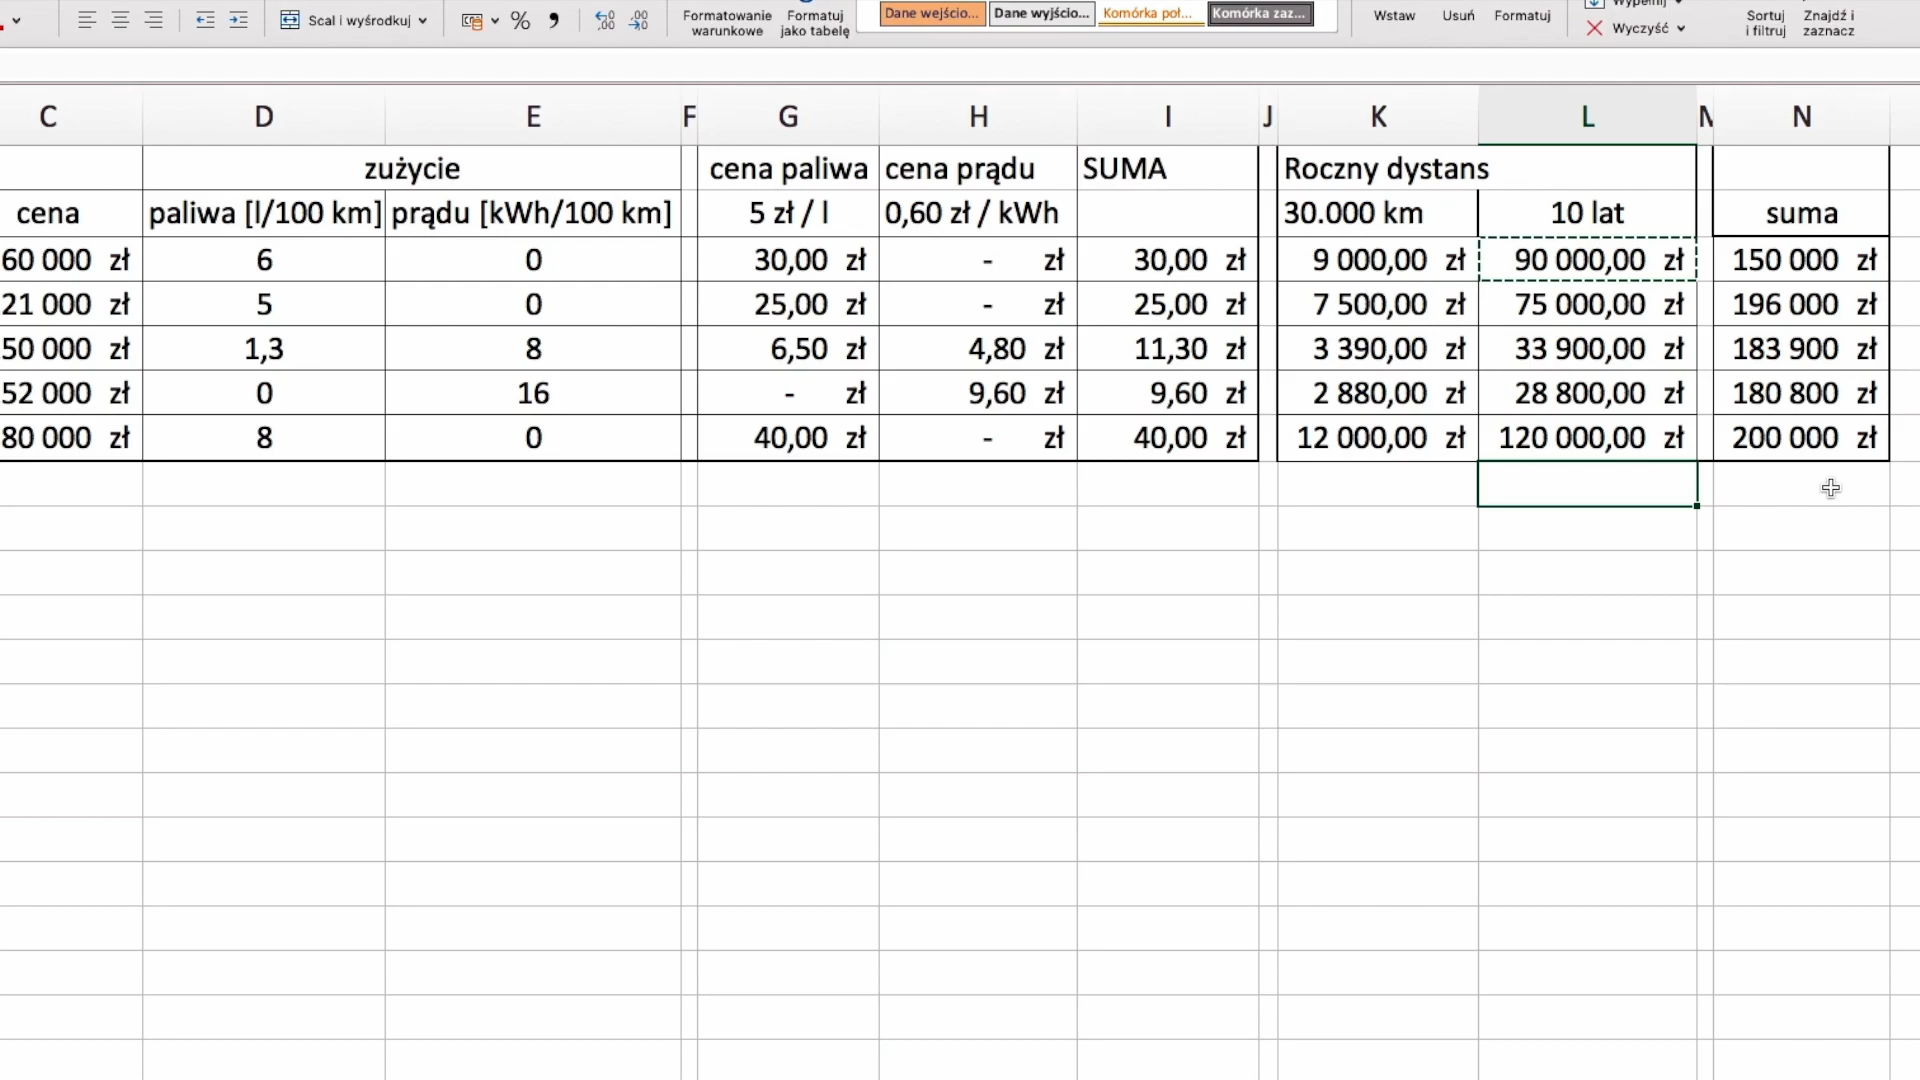 Wypełnij
Scal i wyśrodkuj
%
Formatowanie warunkowe
Formatuj jako tabelę
Dane wejścio...
Dane wyjścio...
Komórka poł...
Komórka zaz...
Wstaw
Usuń
Formatuj
Wyczyść
Sortuj i filtruj
Znajdź i zaznacz
C D E F G H I J K L M N
zużycie cena paliwa cena prądu SUMA Roczny dystans
cena paliwa [l/100 km] prądu [kWh/100 km] 5 zł / l 0,60 zł / kWh 30.000 km 10 lat suma
60 000 zł 6 0 30,00 zł - zł 30,00 zł 9 000,00 zł 90 000,00 zł 150 000 zł
21 000 zł 5 0 25,00 zł - zł 25,00 zł 7 500,00 zł 75 000,00 zł 196 000 zł
50 000 zł 1,3 8 6,50 zł 4,80 zł 11,30 zł 3 390,00 zł 33 900,00 zł 183 900 zł
52 000 zł 0 16 - zł 9,60 zł 9,60 zł 2 880,00 zł 28 800,00 zł 180 800 zł
80 000 zł 8 0 40,00 zł - zł 40,00 zł 12 000,00 zł 120 000,00 zł 200 000 zł